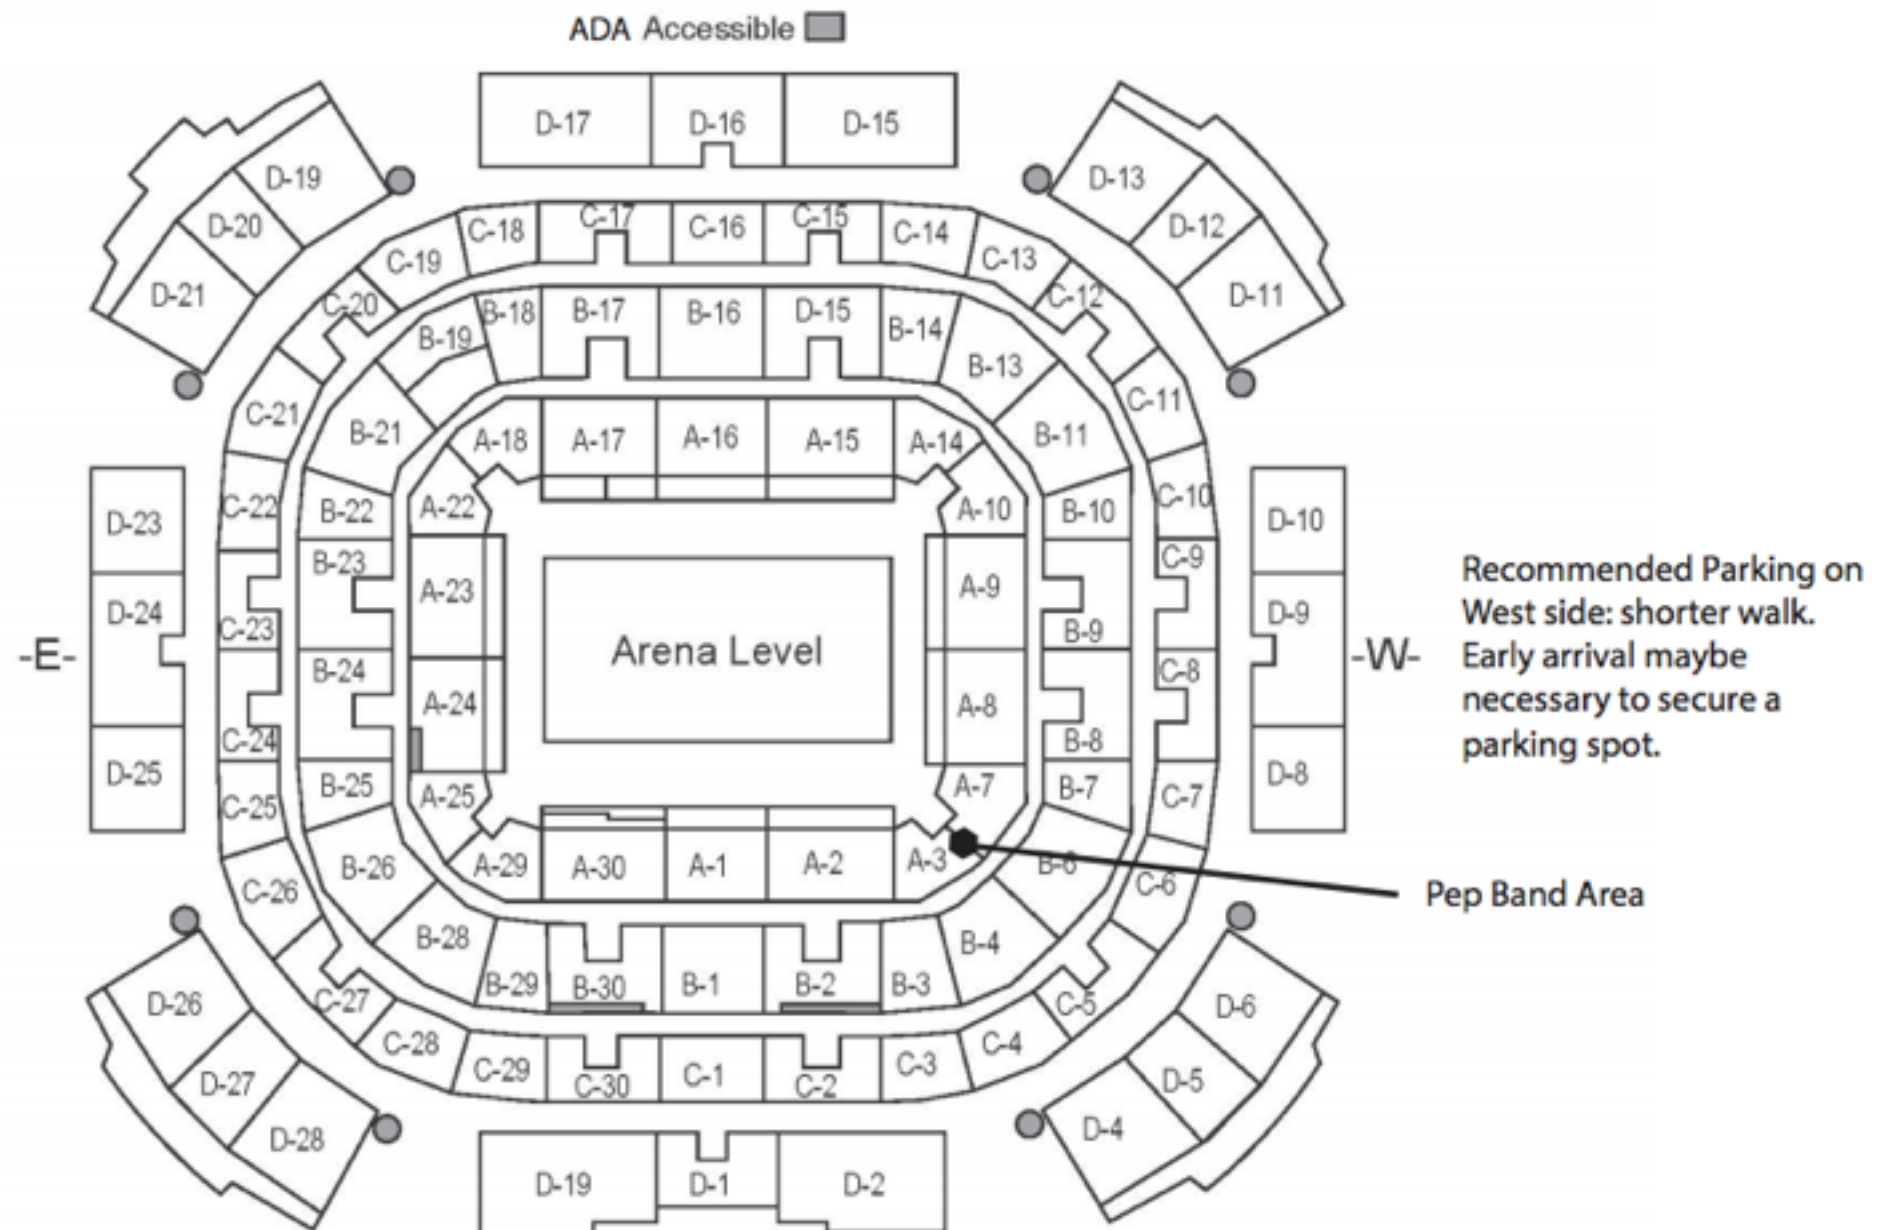 ADA Accessible
D-17 D-16 D-15
D-19 D-13
D-20 D-12
D-21 D-11
C-18 C-17 C-16 C-15 C-14
C-19 C-13
C-20 C-12
B-18 B-17 B-16 D-15 B-14
B-19 B-13
C-21 C-11
B-21 B-11
A-18 A-17 A-16 A-15 A-14
C-22 B-22 A-22 A-10 B-10 C-10
D-23 D-10
B-23 C-9
A-23 A-9
D-24 D-9
C-23 B-9
-E- Arena Level -W-
B-24 C-8
A-24 A-8
C-24 B-8
D-25 D-8
B-25 A-25 A-7 B-7
C-25 C-7
B-26 A-29 A-30 A-1 A-2 A-3 B-6
C-26 C-6
B-28 B-4
B-29 B-30 B-1 B-2 B-3
C-27 C-5
C-28 C-4
C-29 C-30 C-1 C-2 C-3
D-26 D-6
D-27 D-5
D-28 D-4
D-19 D-1 D-2
Recommended Parking on
West side: shorter walk.
Early arrival maybe
necessary to secure a
parking spot.
Pep Band Area